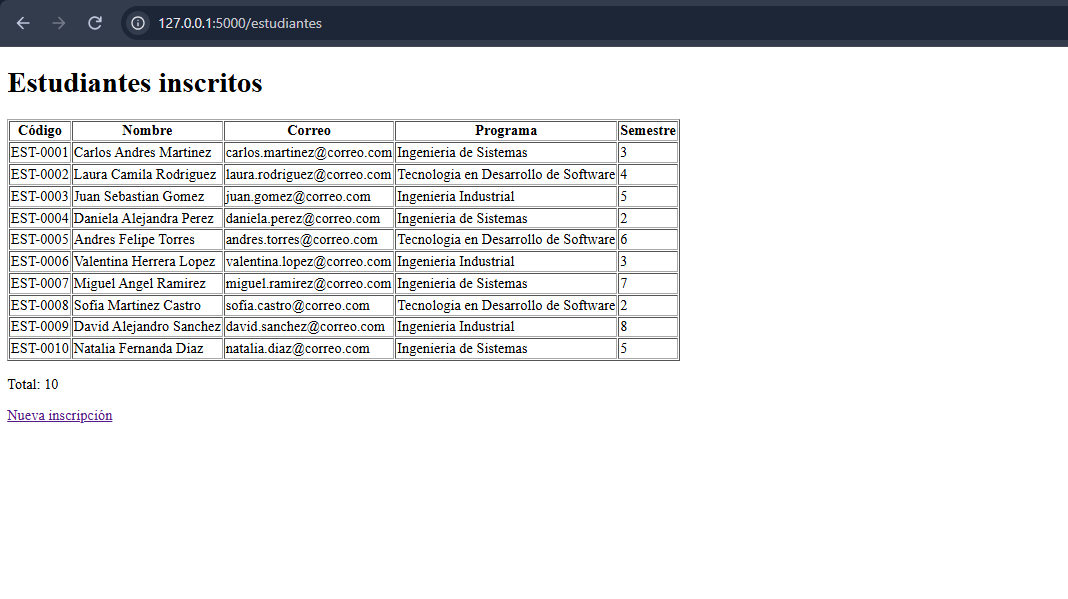 127.0.0.1:5000/estudiantes
Estudiantes inscritos
Código Nombre Correo Programa Semestre
EST-0001 Carlos Andres Martinez carlos.martinez@correo.com Ingenieria de Sistemas 3
EST-0002 Laura Camila Rodriguez laura.rodriguez@correo.com Tecnologia en Desarrollo de Software 4
EST-0003 Juan Sebastian Gomez juan.gomez@correo.com Ingenieria Industrial 5
EST-0004 Daniela Alejandra Perez daniela.perez@correo.com Ingenieria de Sistemas 2
EST-0005 Andres Felipe Torres andres.torres@correo.com Tecnologia en Desarrollo de Software 6
EST-0006 Valentina Herrera Lopez valentina.lopez@correo.com Ingenieria Industrial 3
EST-0007 Miguel Angel Ramirez miguel.ramirez@correo.com Ingenieria de Sistemas 7
EST-0008 Sofia Martinez Castro sofia.castro@correo.com Tecnologia en Desarrollo de Software 2
EST-0009 David Alejandro Sanchez david.sanchez@correo.com Ingenieria Industrial 8
EST-0010 Natalia Fernanda Diaz natalia.diaz@correo.com Ingenieria de Sistemas 5
Total: 10
Nueva inscripción